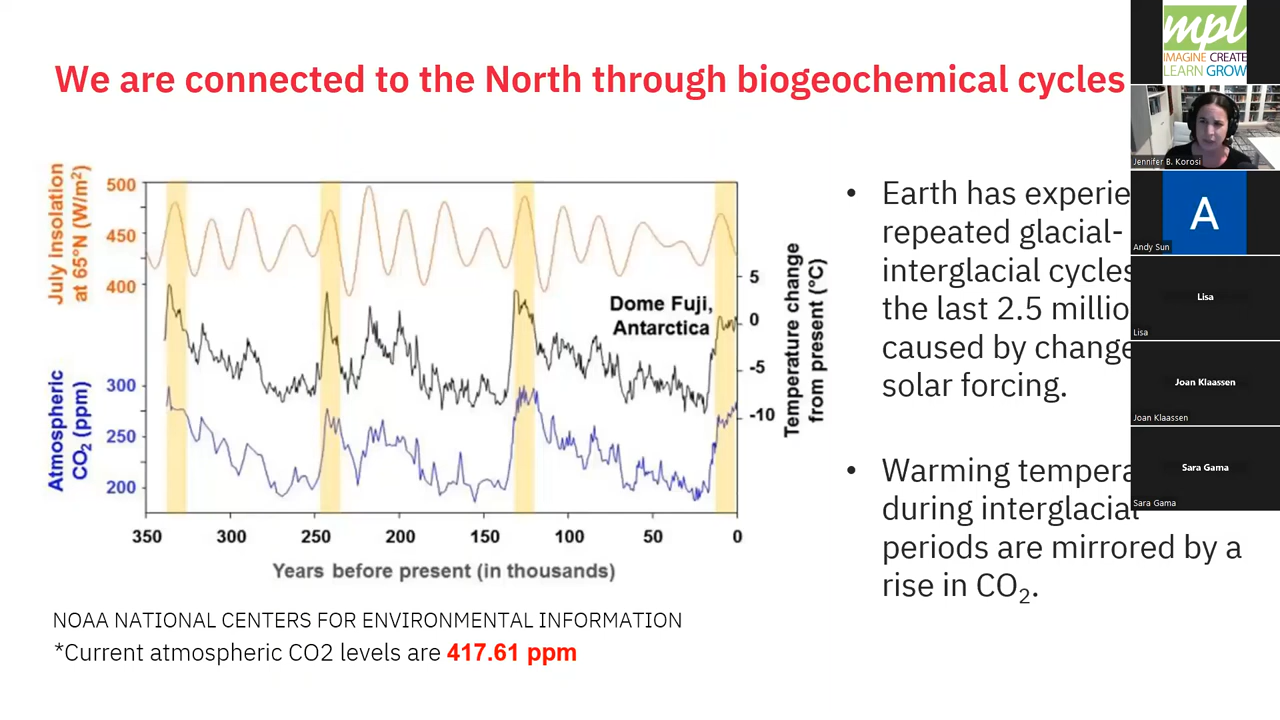 We are connected to the North through biogeochemical cycles
July insolation
at 65°N (W/m²)
500
450
400
Atmospheric
CO₂ (ppm)
300
250
200
Dome Fuji,
Antarctica
5
0
-5
-10
Temperature change
from present (°C)
350
300
250
200
150
100
50
0
Years before present (in thousands)
NOAA NATIONAL CENTERS FOR ENVIRONMENTAL INFORMATION
*Current atmospheric CO2 levels are 417.61 ppm
• Earth has
repeated glacial-
interglacial cycles
the last 2.5
caused by
solar forcing.
• Warming
during interglacial
periods are mirrored by a
rise in CO₂.
mpl
IMAGINE CREATE
LEARN GROW
Jennifer B. Korosi
A
Andy Sun
Lisa
Lisa
Joan Klaassen
Joan Klaassen
Sara Gama
Sara Gama